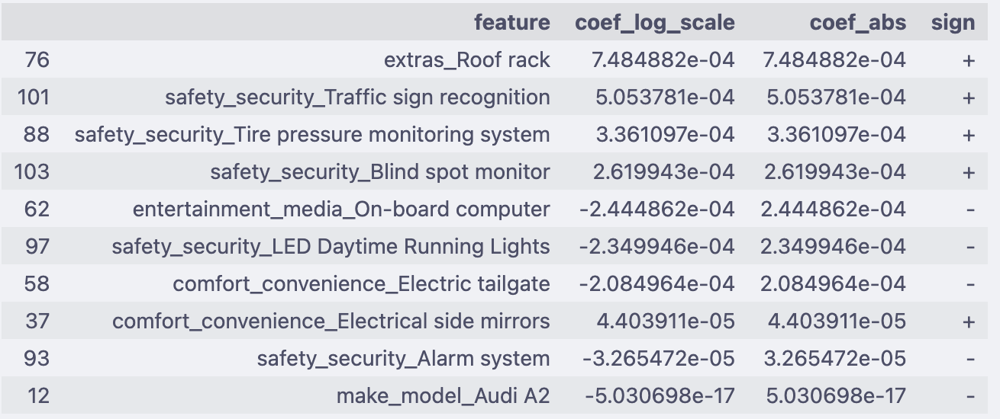 feature coef_log_scale coef_abs sign
76 extras_Roof rack 7.484882e-04 7.484882e-04 +
101 safety_security_Traffic sign recognition 5.053781e-04 5.053781e-04 +
88 safety_security_Tire pressure monitoring system 3.361097e-04 3.361097e-04 +
103 safety_security_Blind spot monitor 2.619943e-04 2.619943e-04 +
62 entertainment_media_On-board computer -2.444862e-04 2.444862e-04 -
97 safety_security_LED Daytime Running Lights -2.349946e-04 2.349946e-04 -
58 comfort_convenience_Electric tailgate -2.084964e-04 2.084964e-04 -
37 comfort_convenience_Electrical side mirrors 4.403911e-05 4.403911e-05 +
93 safety_security_Alarm system -3.265472e-05 3.265472e-05 -
12 make_model_Audi A2 -5.030698e-17 5.030698e-17 -